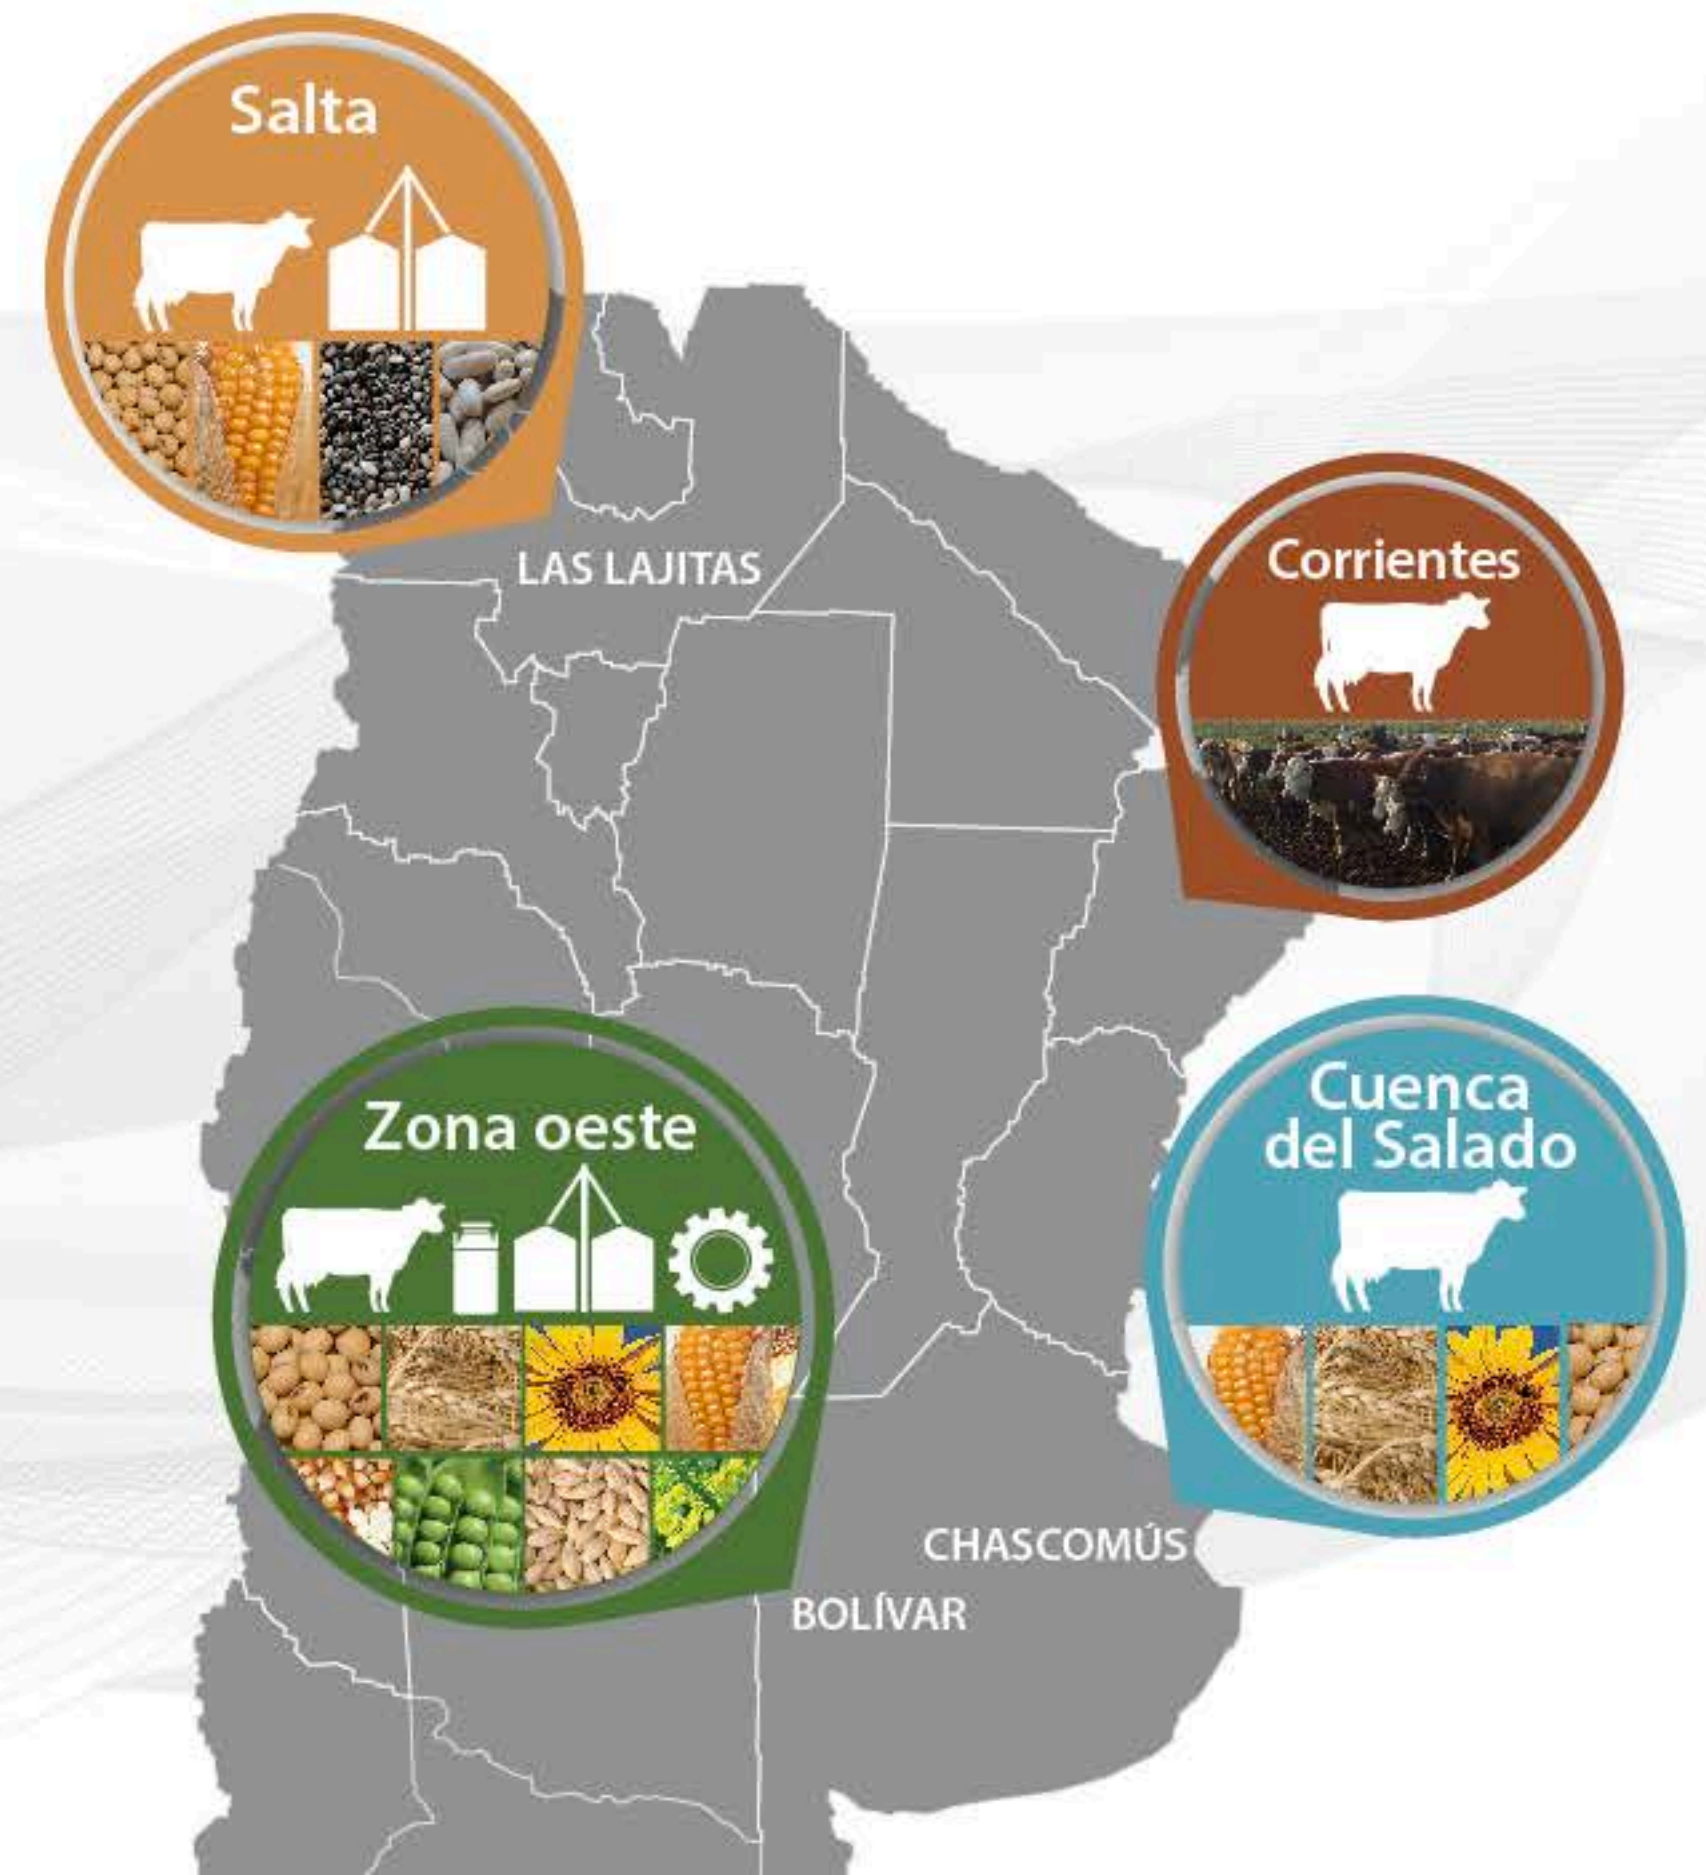 Salta
LAS LAJITAS
Corrientes
Zona oeste
Cuenca
del Salado
CHASCOMÚS
BOLÍVAR